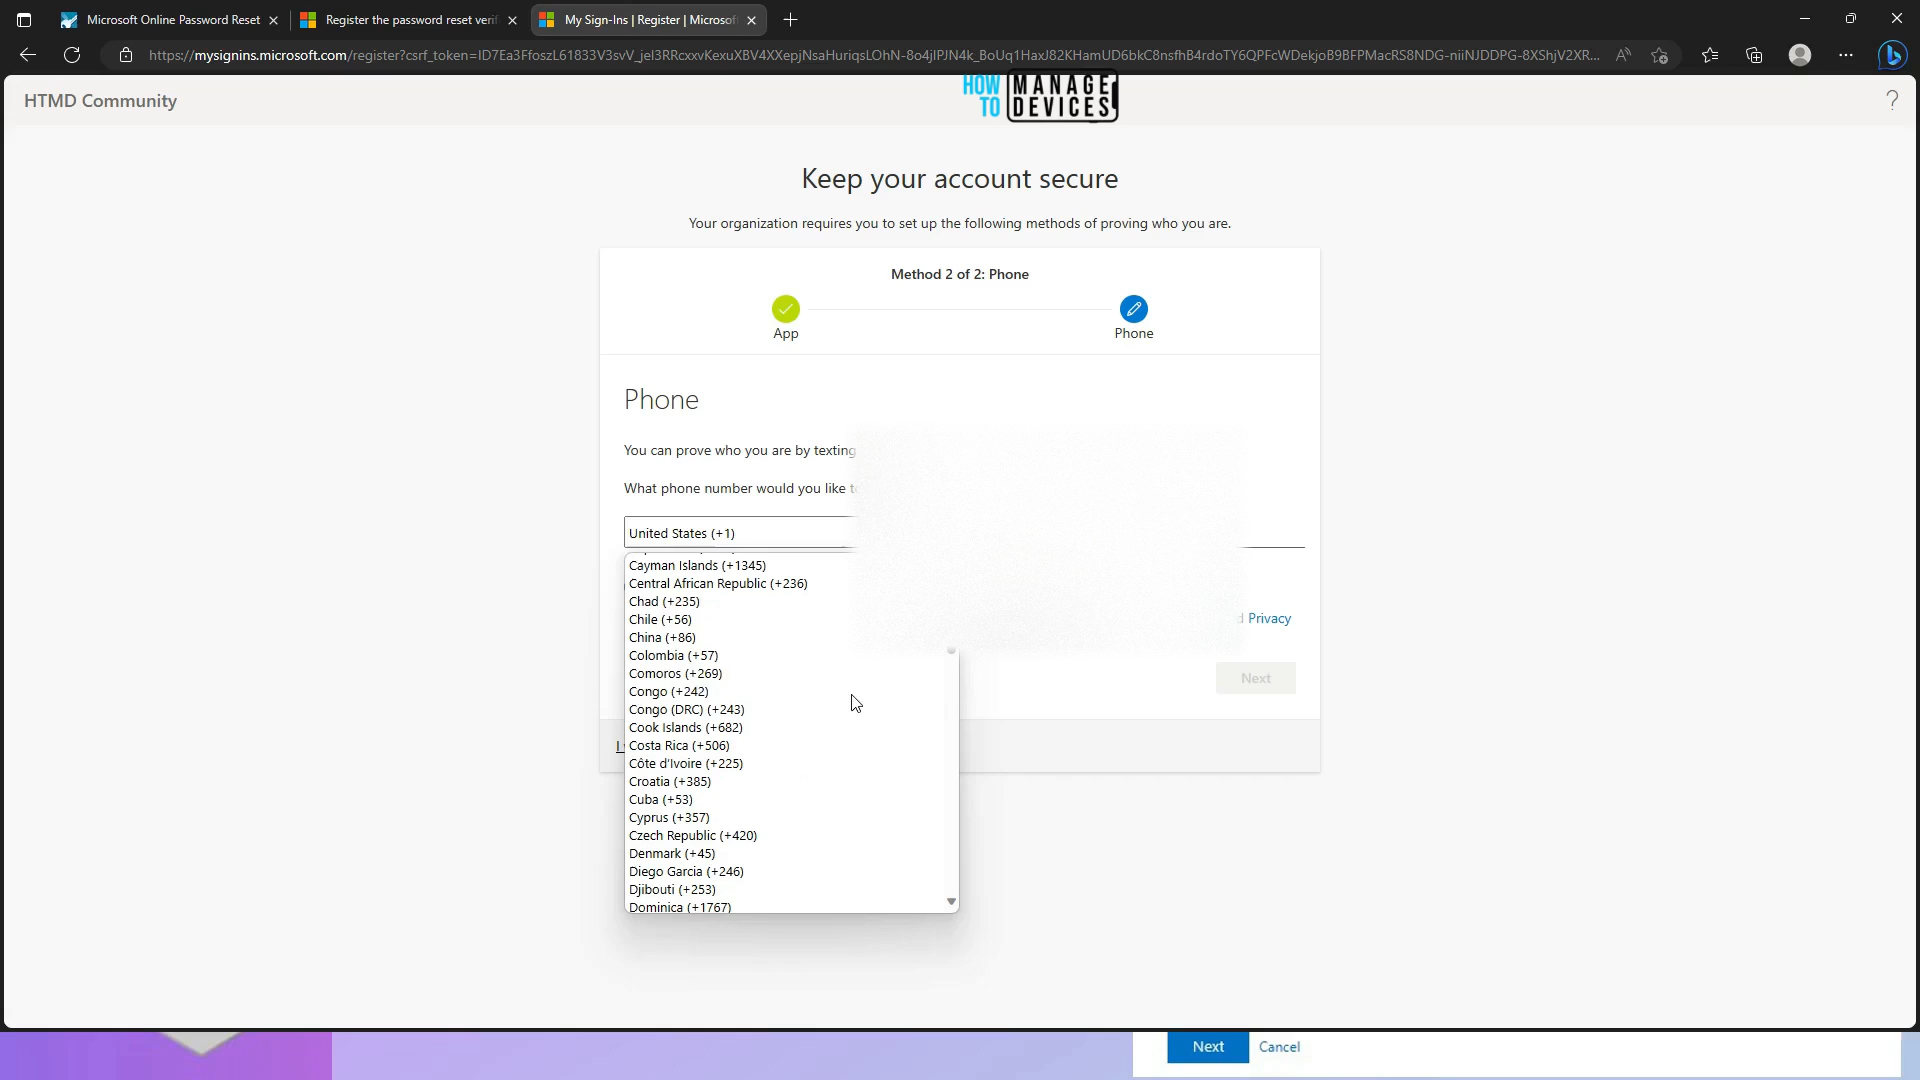 Microsoft Online Password Reset
Register the password reset verif
My Sign-Ins | Register | Microsof
https://mysignins.microsoft.com/register?csrf_token=
HTMD Community
HOW TO MANAGE DEVICES
?
Keep your account secure
Your organization requires you to set up the following methods of proving who you are.
Method 2 of 2: Phone
App
Phone
Phone
You can prove who you are by texting
What phone number would you like to
United States (+1)
Cayman Islands (+1345)
Central African Republic (+236)
Chad (+235)
Chile (+56)
d Privacy
China (+86)
Colombia (+57)
Comoros (+269)
Next
Congo (+242)
Congo (DRC) (+243)
Cook Islands (+682)
I
Costa Rica (+506)
Côte d'Ivoire (+225)
Croatia (+385)
Cuba (+53)
Cyprus (+357)
Czech Republic (+420)
Denmark (+45)
Diego Garcia (+246)
Djibouti (+253)
Dominica (+1767)
Next
Cancel